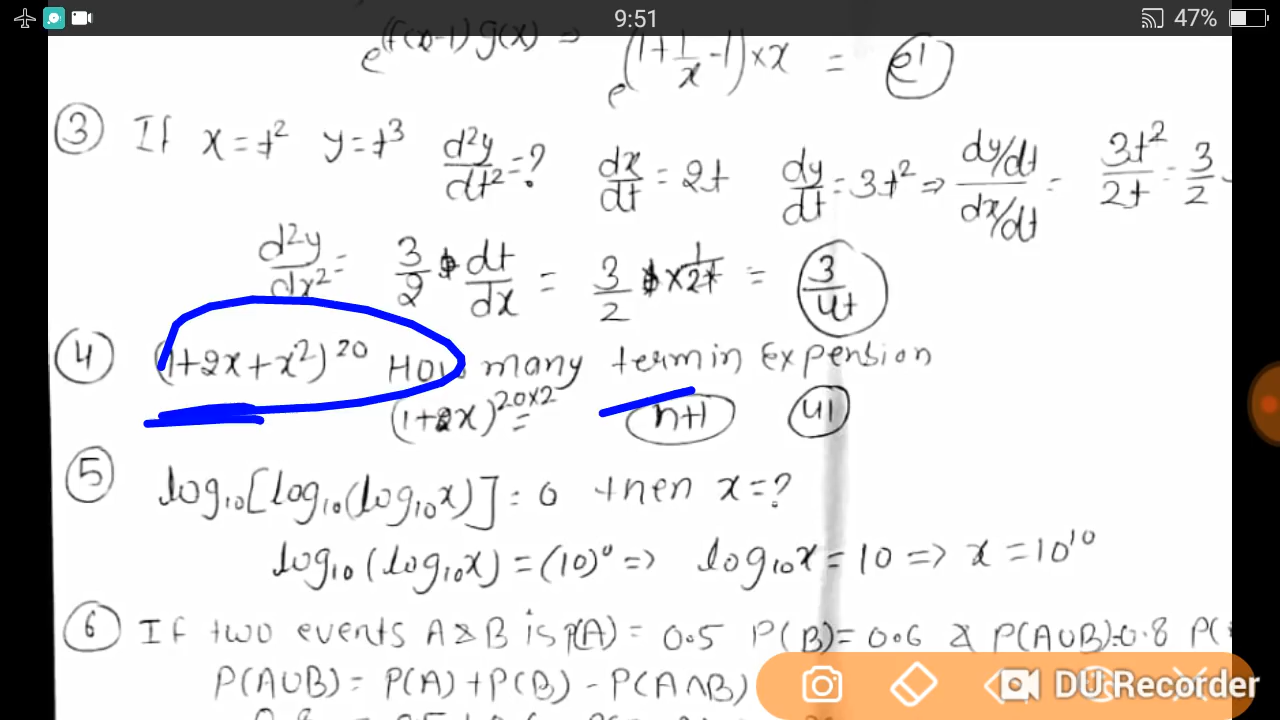 9:51 47%
e^(f(x)-1)g(x) ⇒ e^(1+1/x-1)×x = e^1
③ If x=t² y=t³ d²y/dt²=? dx/dt=2t dy/dt=3t² ⇒ dy/dt / dx/dt = 3t²/2t = 3/2
d²y/dx² = 3/2 dt/dx = 3/2 × 1/2t = 3/4t
④ (1+2x+x²)^20 How many term in Expension
(1+x)^20×2 = n+1 41
⑤ log₁₀[log₁₀(log₁₀x)]=0 then x=?
log₁₀(log₁₀x)=(10)⁰ ⇒ log₁₀x=10 ⇒ x=10^10
⑥ If two events A & B is P(A)=0.5 P(B)=0.6 & P(A∪B)=0.8 P(
P(A∪B)=P(A)+P(B)-P(A∩B)
DU Recorder